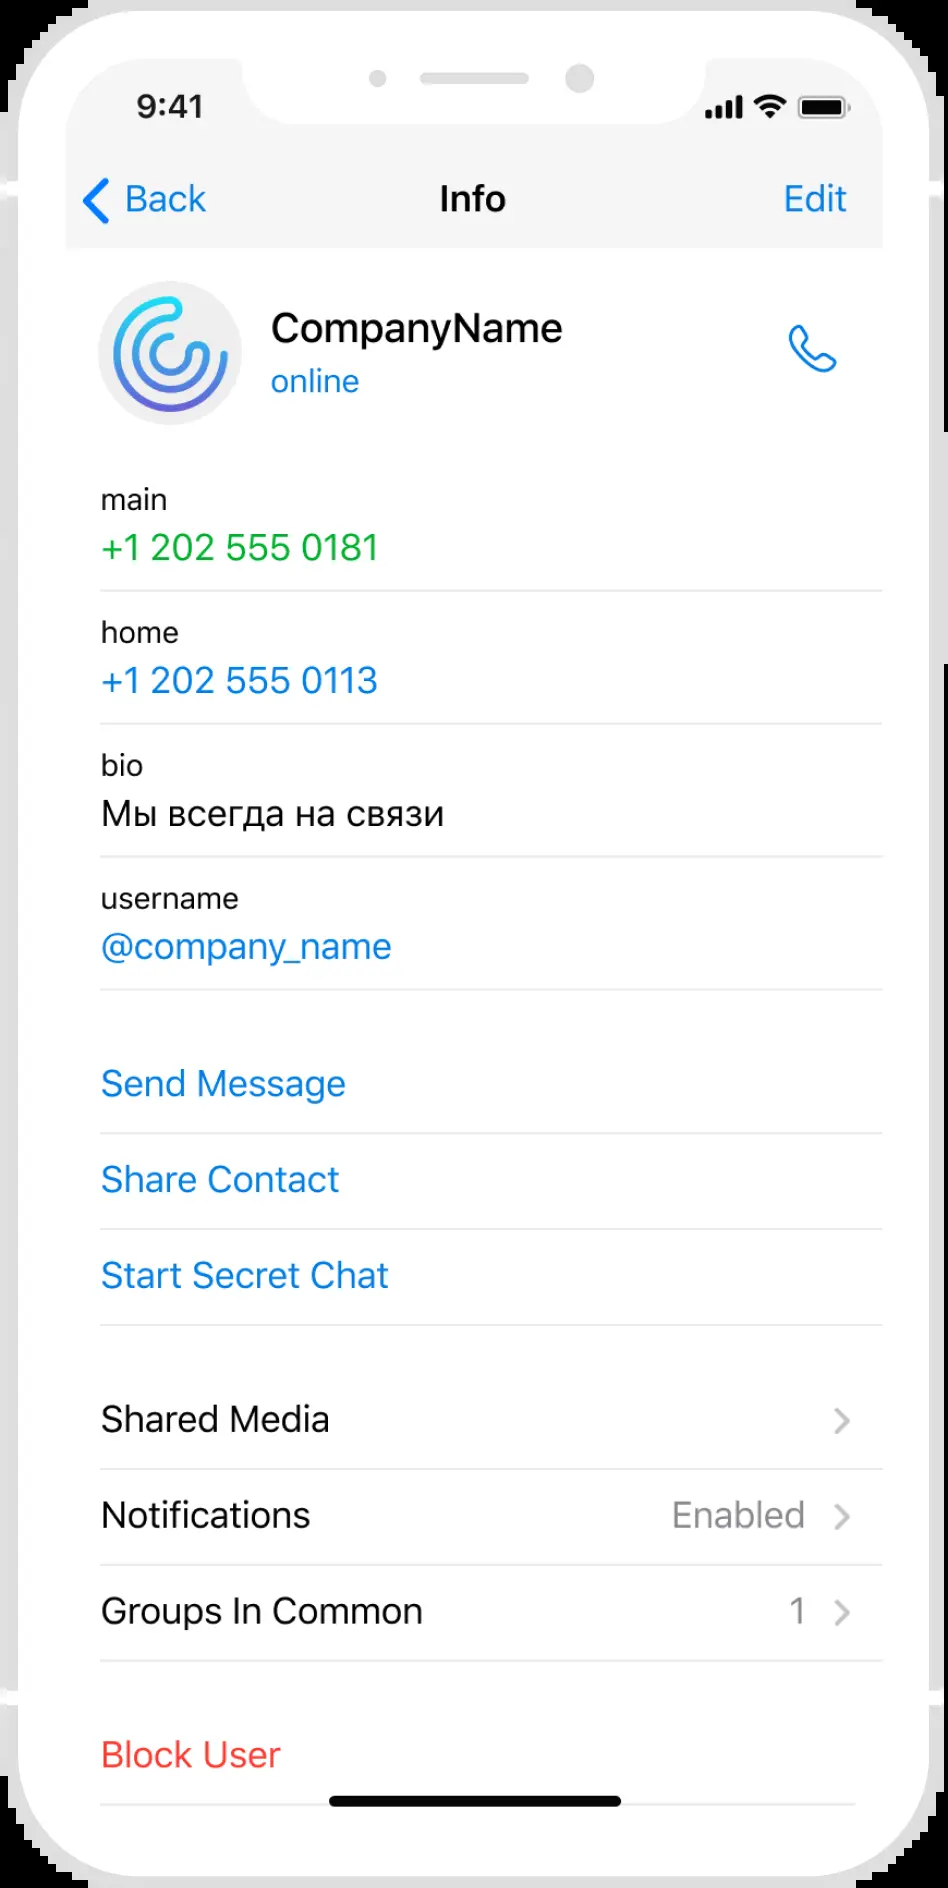 9:41
Back
Info
Edit
CompanyName
online
main
+1 202 555 0181
home
+1 202 555 0113
bio
Мы всегда на связи
username
@company_name
Send Message
Share Contact
Start Secret Chat
Shared Media
Notifications Enabled
Groups In Common 1
Block User